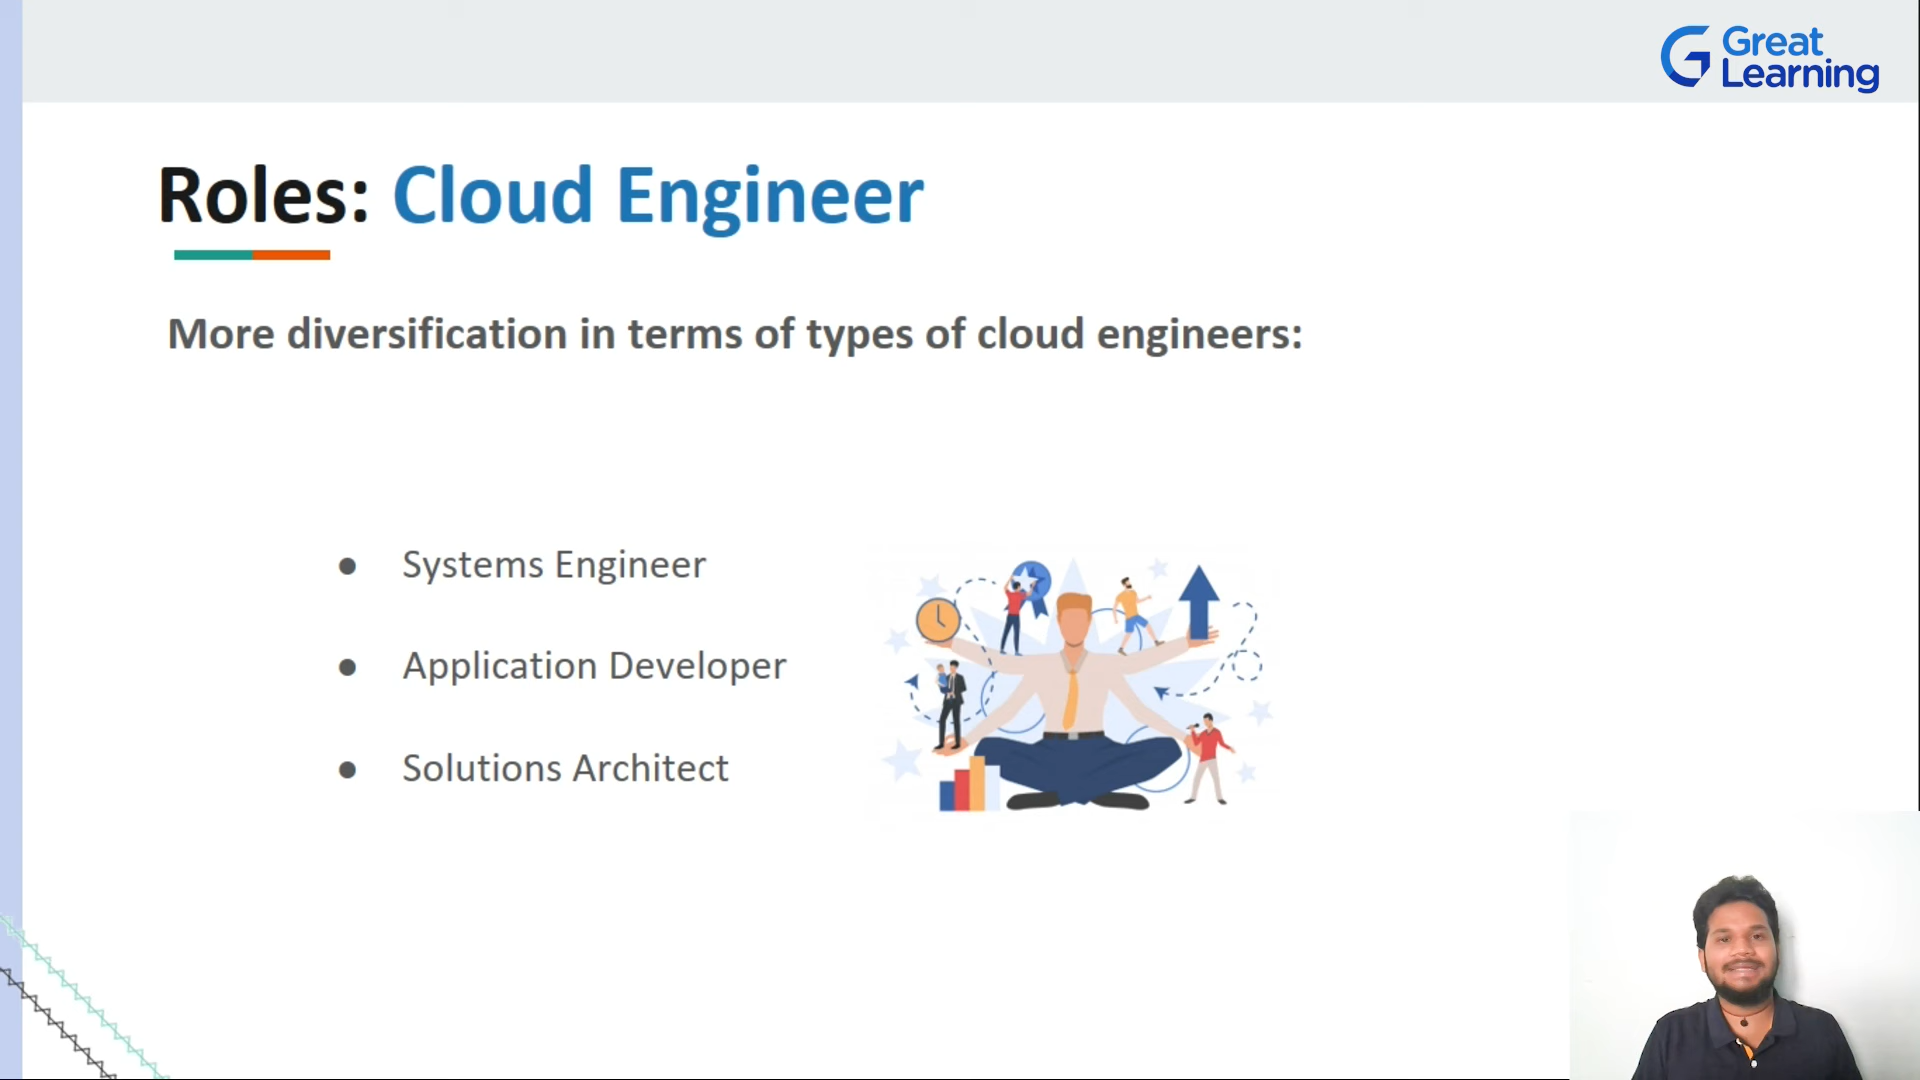 Great
Learning
Roles: Cloud Engineer
More diversification in terms of types of cloud engineers:
● Systems Engineer
● Application Developer
● Solutions Architect